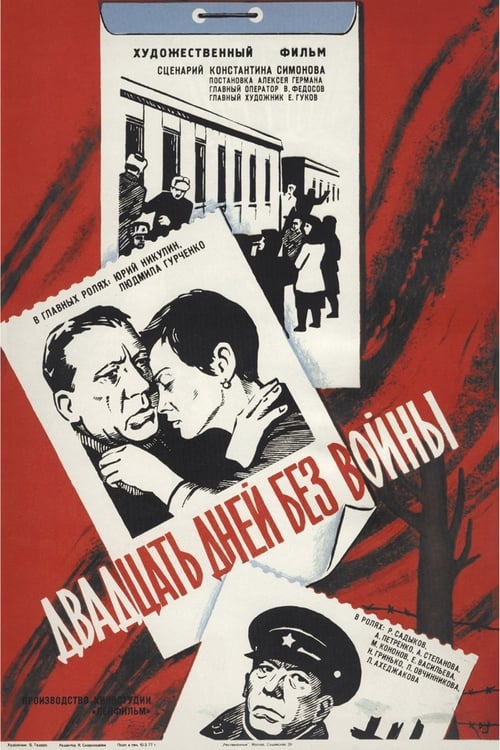 ХУДОЖЕСТВЕННЫЙ ФИЛЬМ
СЦЕНАРИЙ КОНСТАНТИНА СИМОНОВА
ПОСТАНОВКА АЛЕКСЕЯ ГЕРМАНА
ГЛАВНЫЙ ОПЕРАТОР В. ФЕДОСОВ
ГЛАВНЫЙ ХУДОЖНИК Е. ГУКОВ
В ГЛАВНЫХ РОЛЯХ: ЮРИЙ НИКУЛИН,
ЛЮДМИЛА ГУРЧЕНКО
ДВАДЦАТЬ ДНЕЙ БЕЗ ВОЙНЫ
В РОЛЯХ: Р. САДЫКОВ,
А. ПЕТРЕНКО, А. СТЕПАНОВА,
М. КОНОНОВ, Е. ВАСИЛЬЕВА,
Н. ГРИНЬКО, Л. ОВЧИННИКОВА,
Л. АХЕДЖАКОВА
ПРОИЗВОДСТВО КИНОСТУДИИ
"ЛЕНФИЛЬМ"